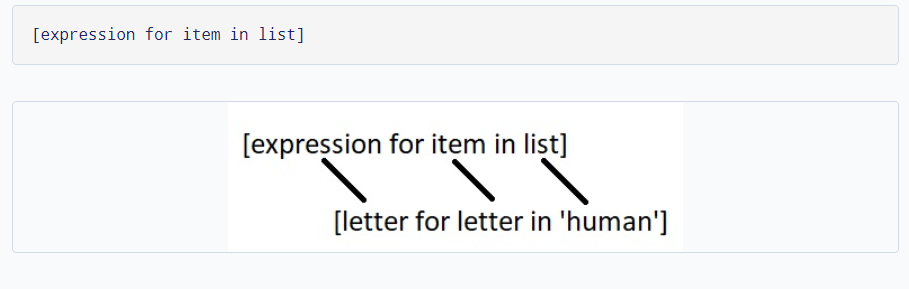 [expression for item in list]
[expression for item in list]
[letter for letter in 'human']